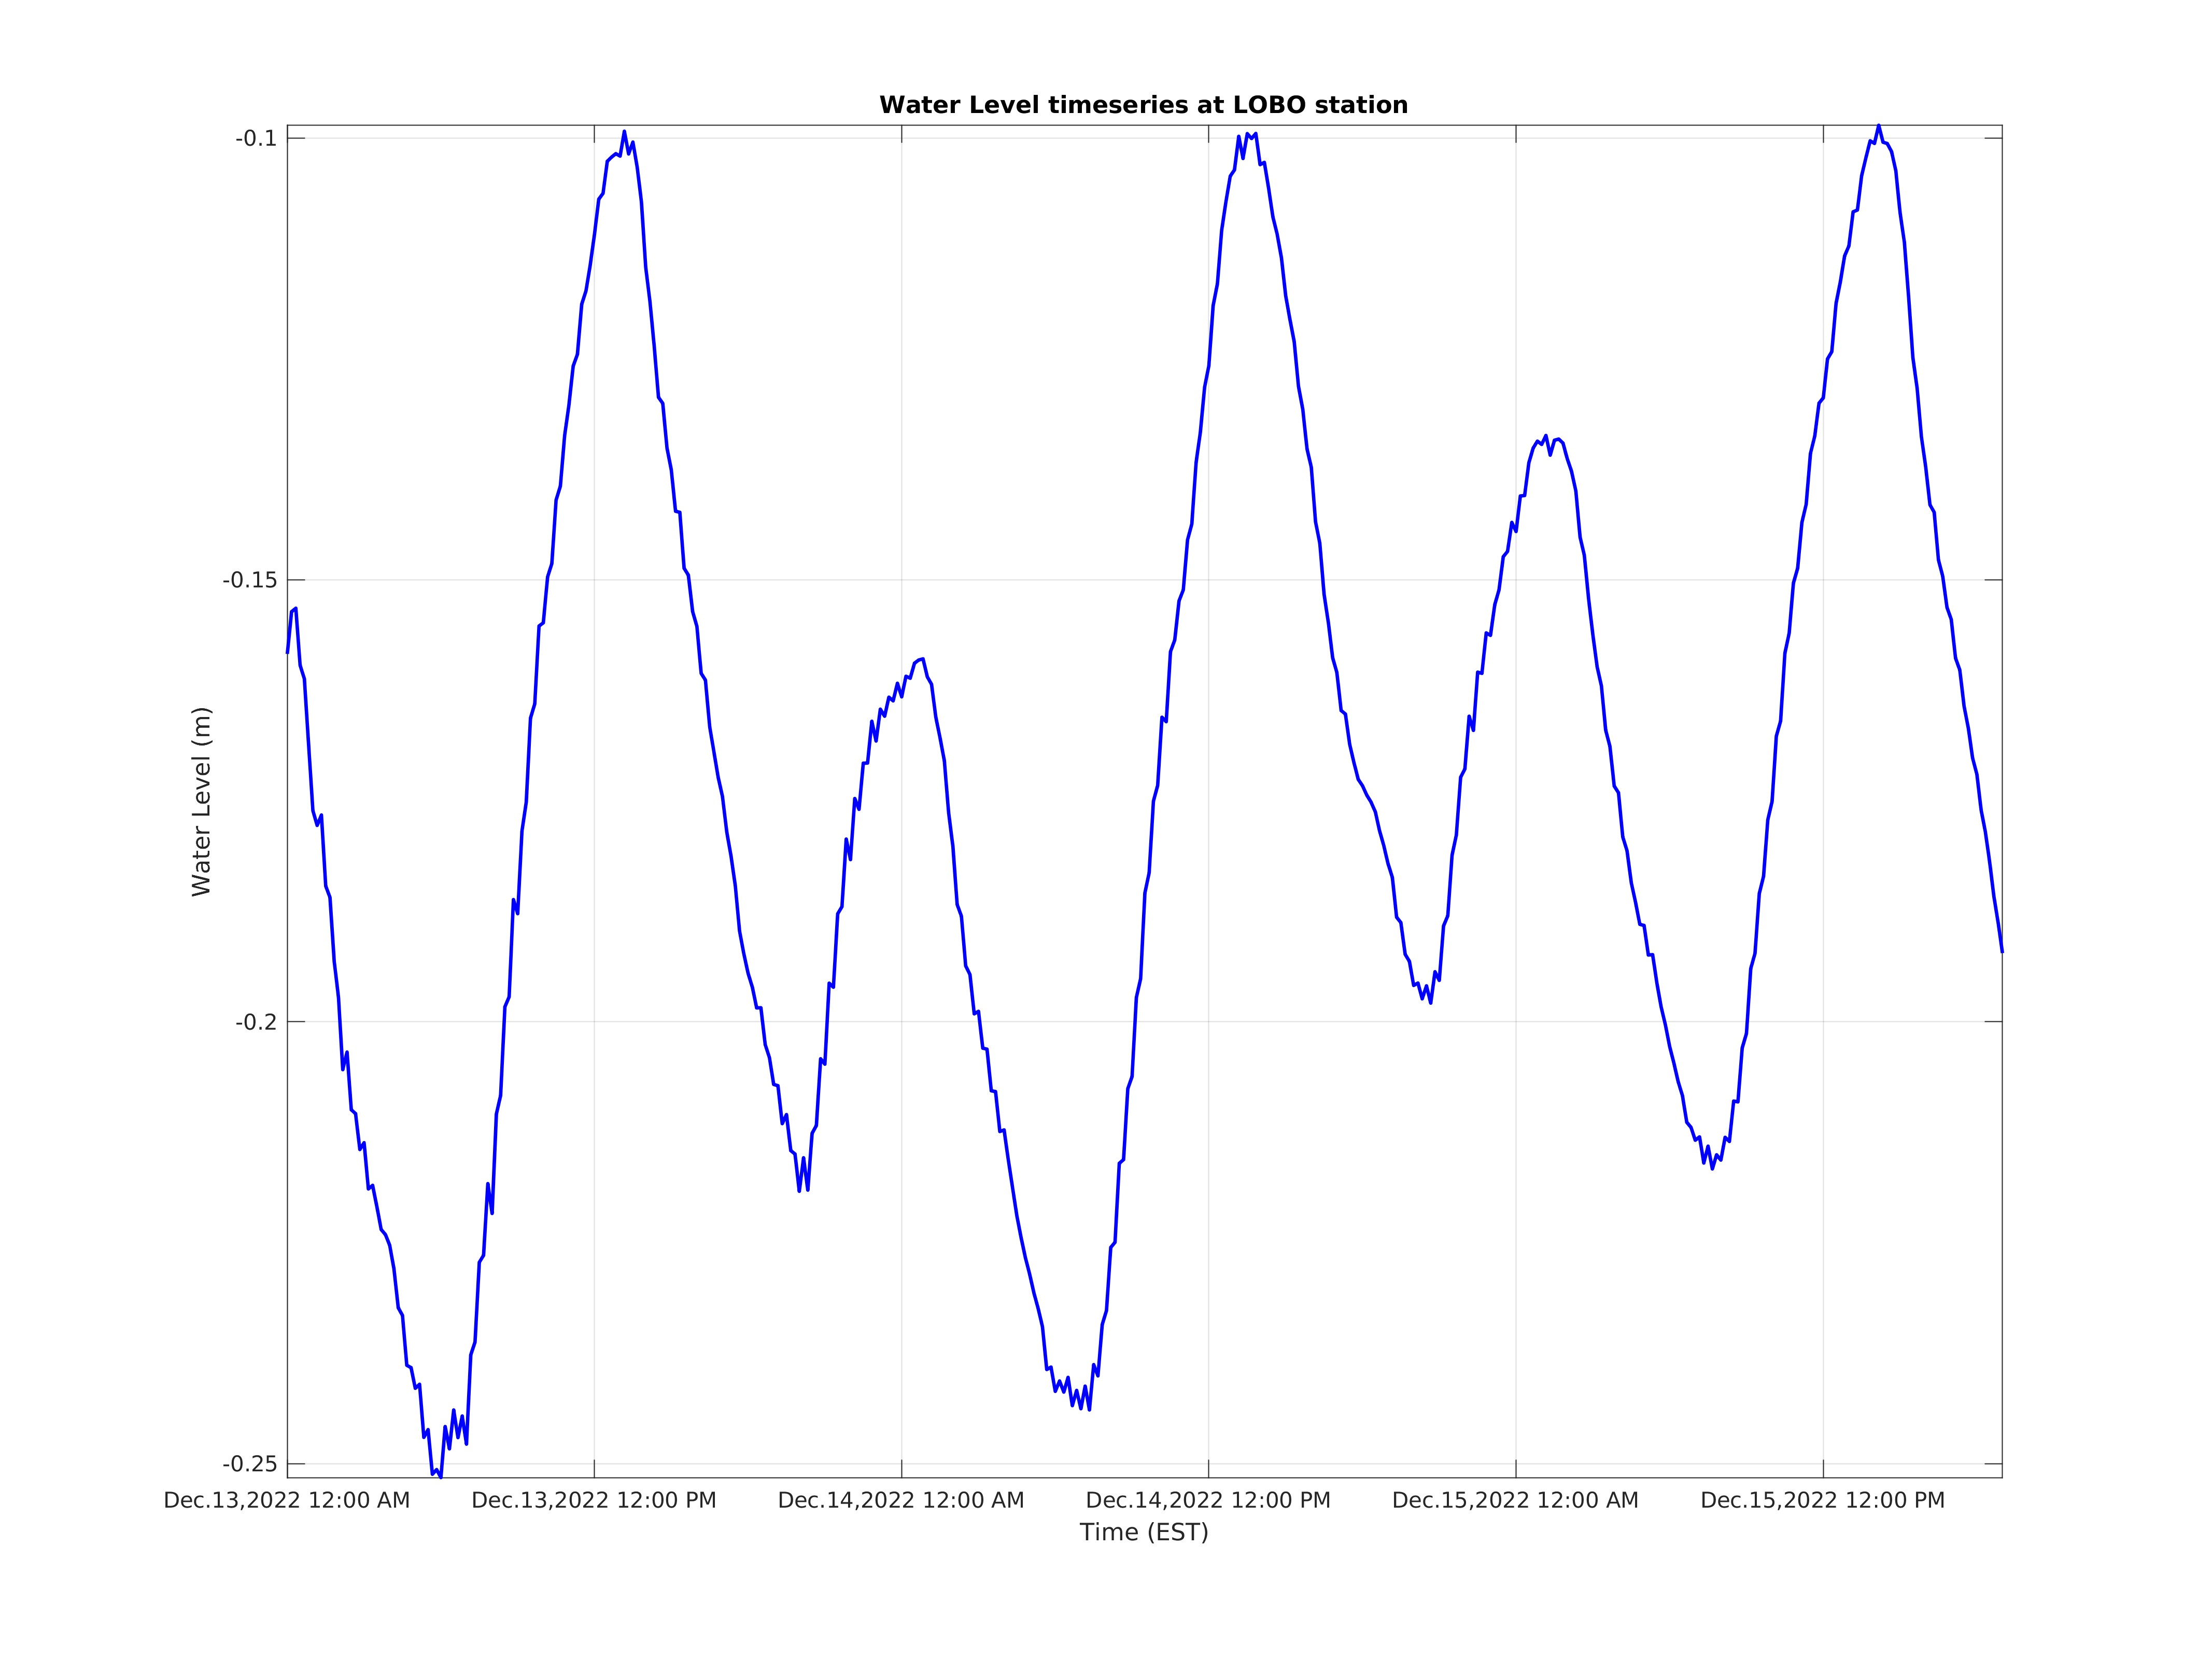 Water Level timeseries at LOBO station
-0.1
-0.15
-0.2
-0.25
Water Level (m)
Dec.13,2022 12:00 AM Dec.13,2022 12:00 PM Dec.14,2022 12:00 AM Dec.14,2022 12:00 PM Dec.15,2022 12:00 AM Dec.15,2022 12:00 PM
Time (EST)